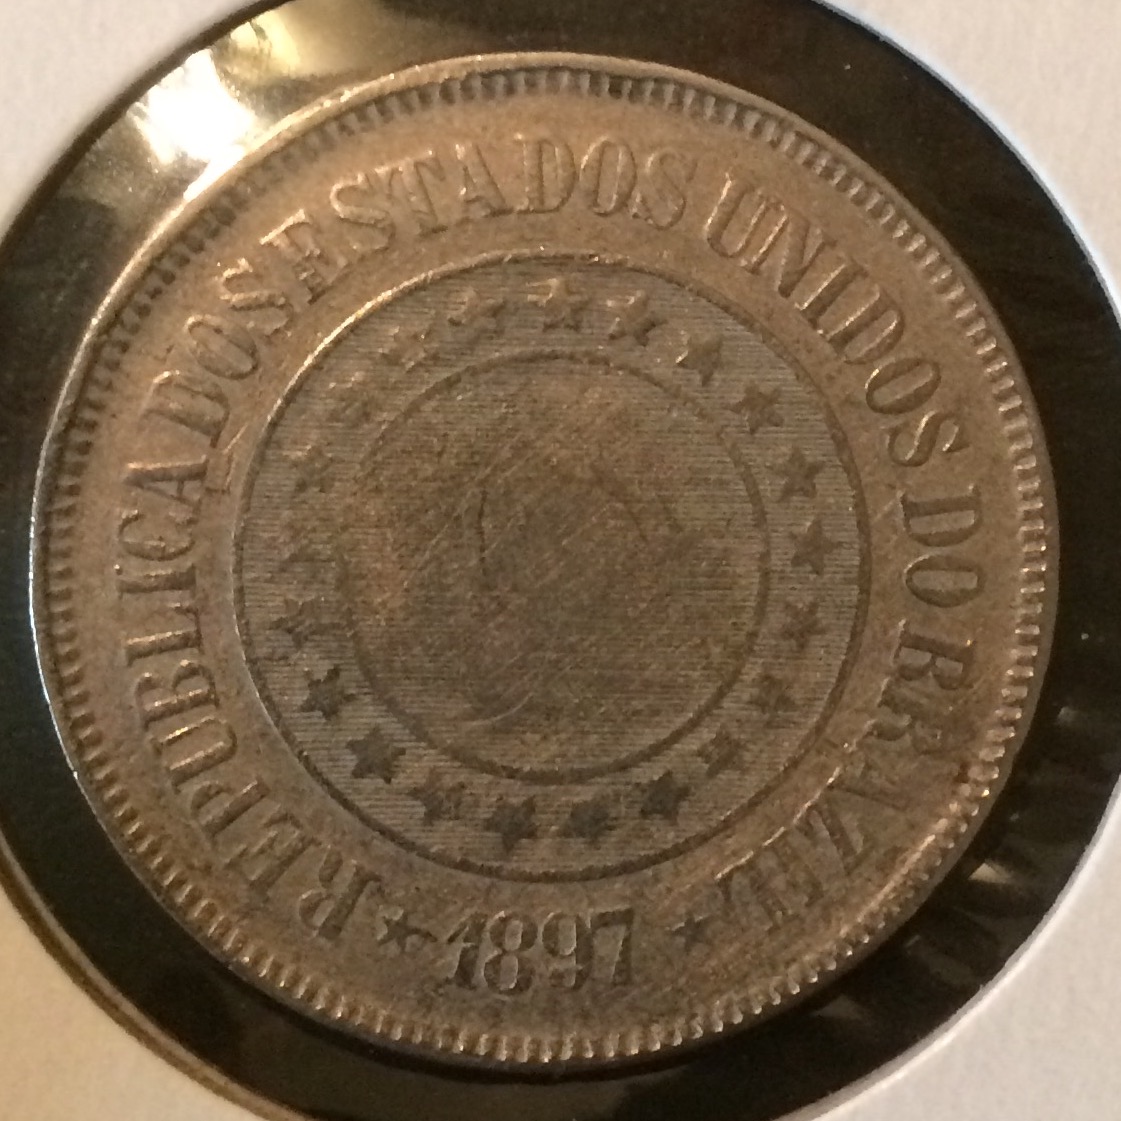 REPUBLICA DOS ESTADOS UNIDOS DO BRAZIL
1897